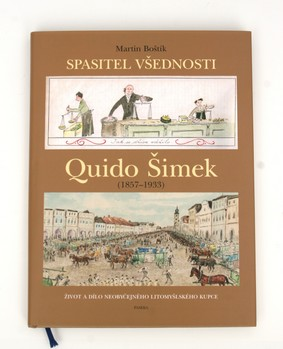 Martin Boštík
SPASITEL VŠEDNOSTI
Quido Šimek
(1857–1933)
ŽIVOT A DÍLO NEOBYČEJNÉHO LITOMYŠLSKÉHO KUPCE